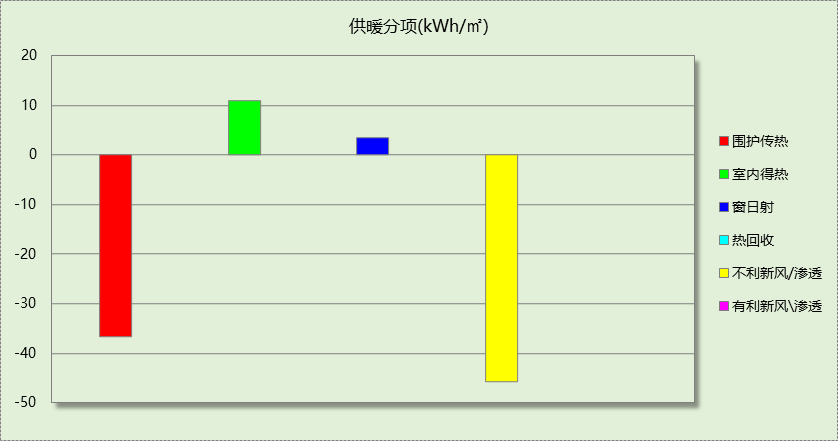 供暖分项(kWh/㎡)
20
10
0
-10
-20
-30
-40
-50
围护传热
室内得热
窗日射
热回收
不利新风/渗透
有利新风\渗透